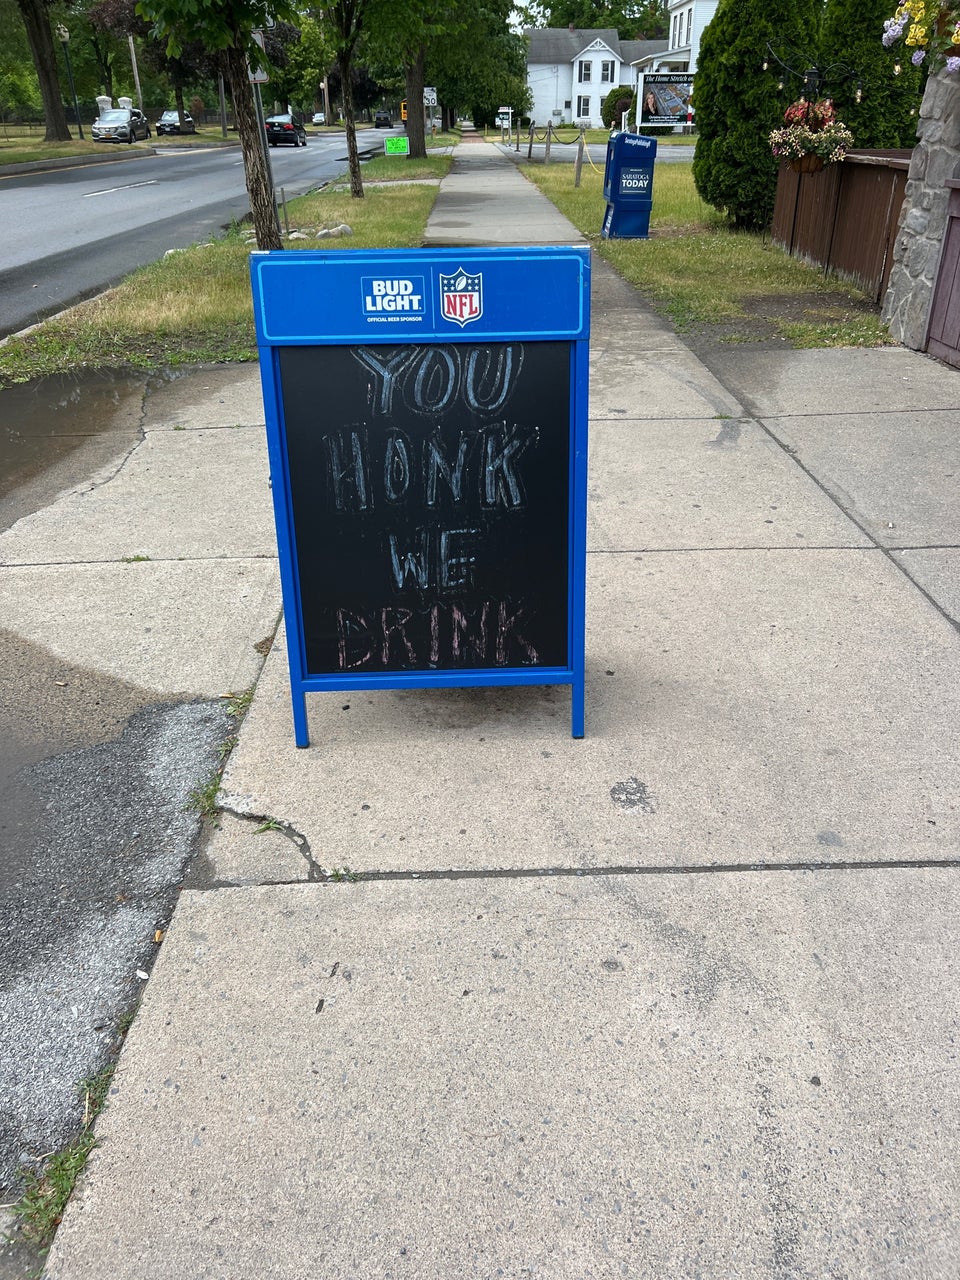 BUD
LIGHT
OFFICIAL BEER SPONSOR
NFL
YOU
HONK
WE
DRINK
SARATOGA
TODAY
The Home Stretch
30